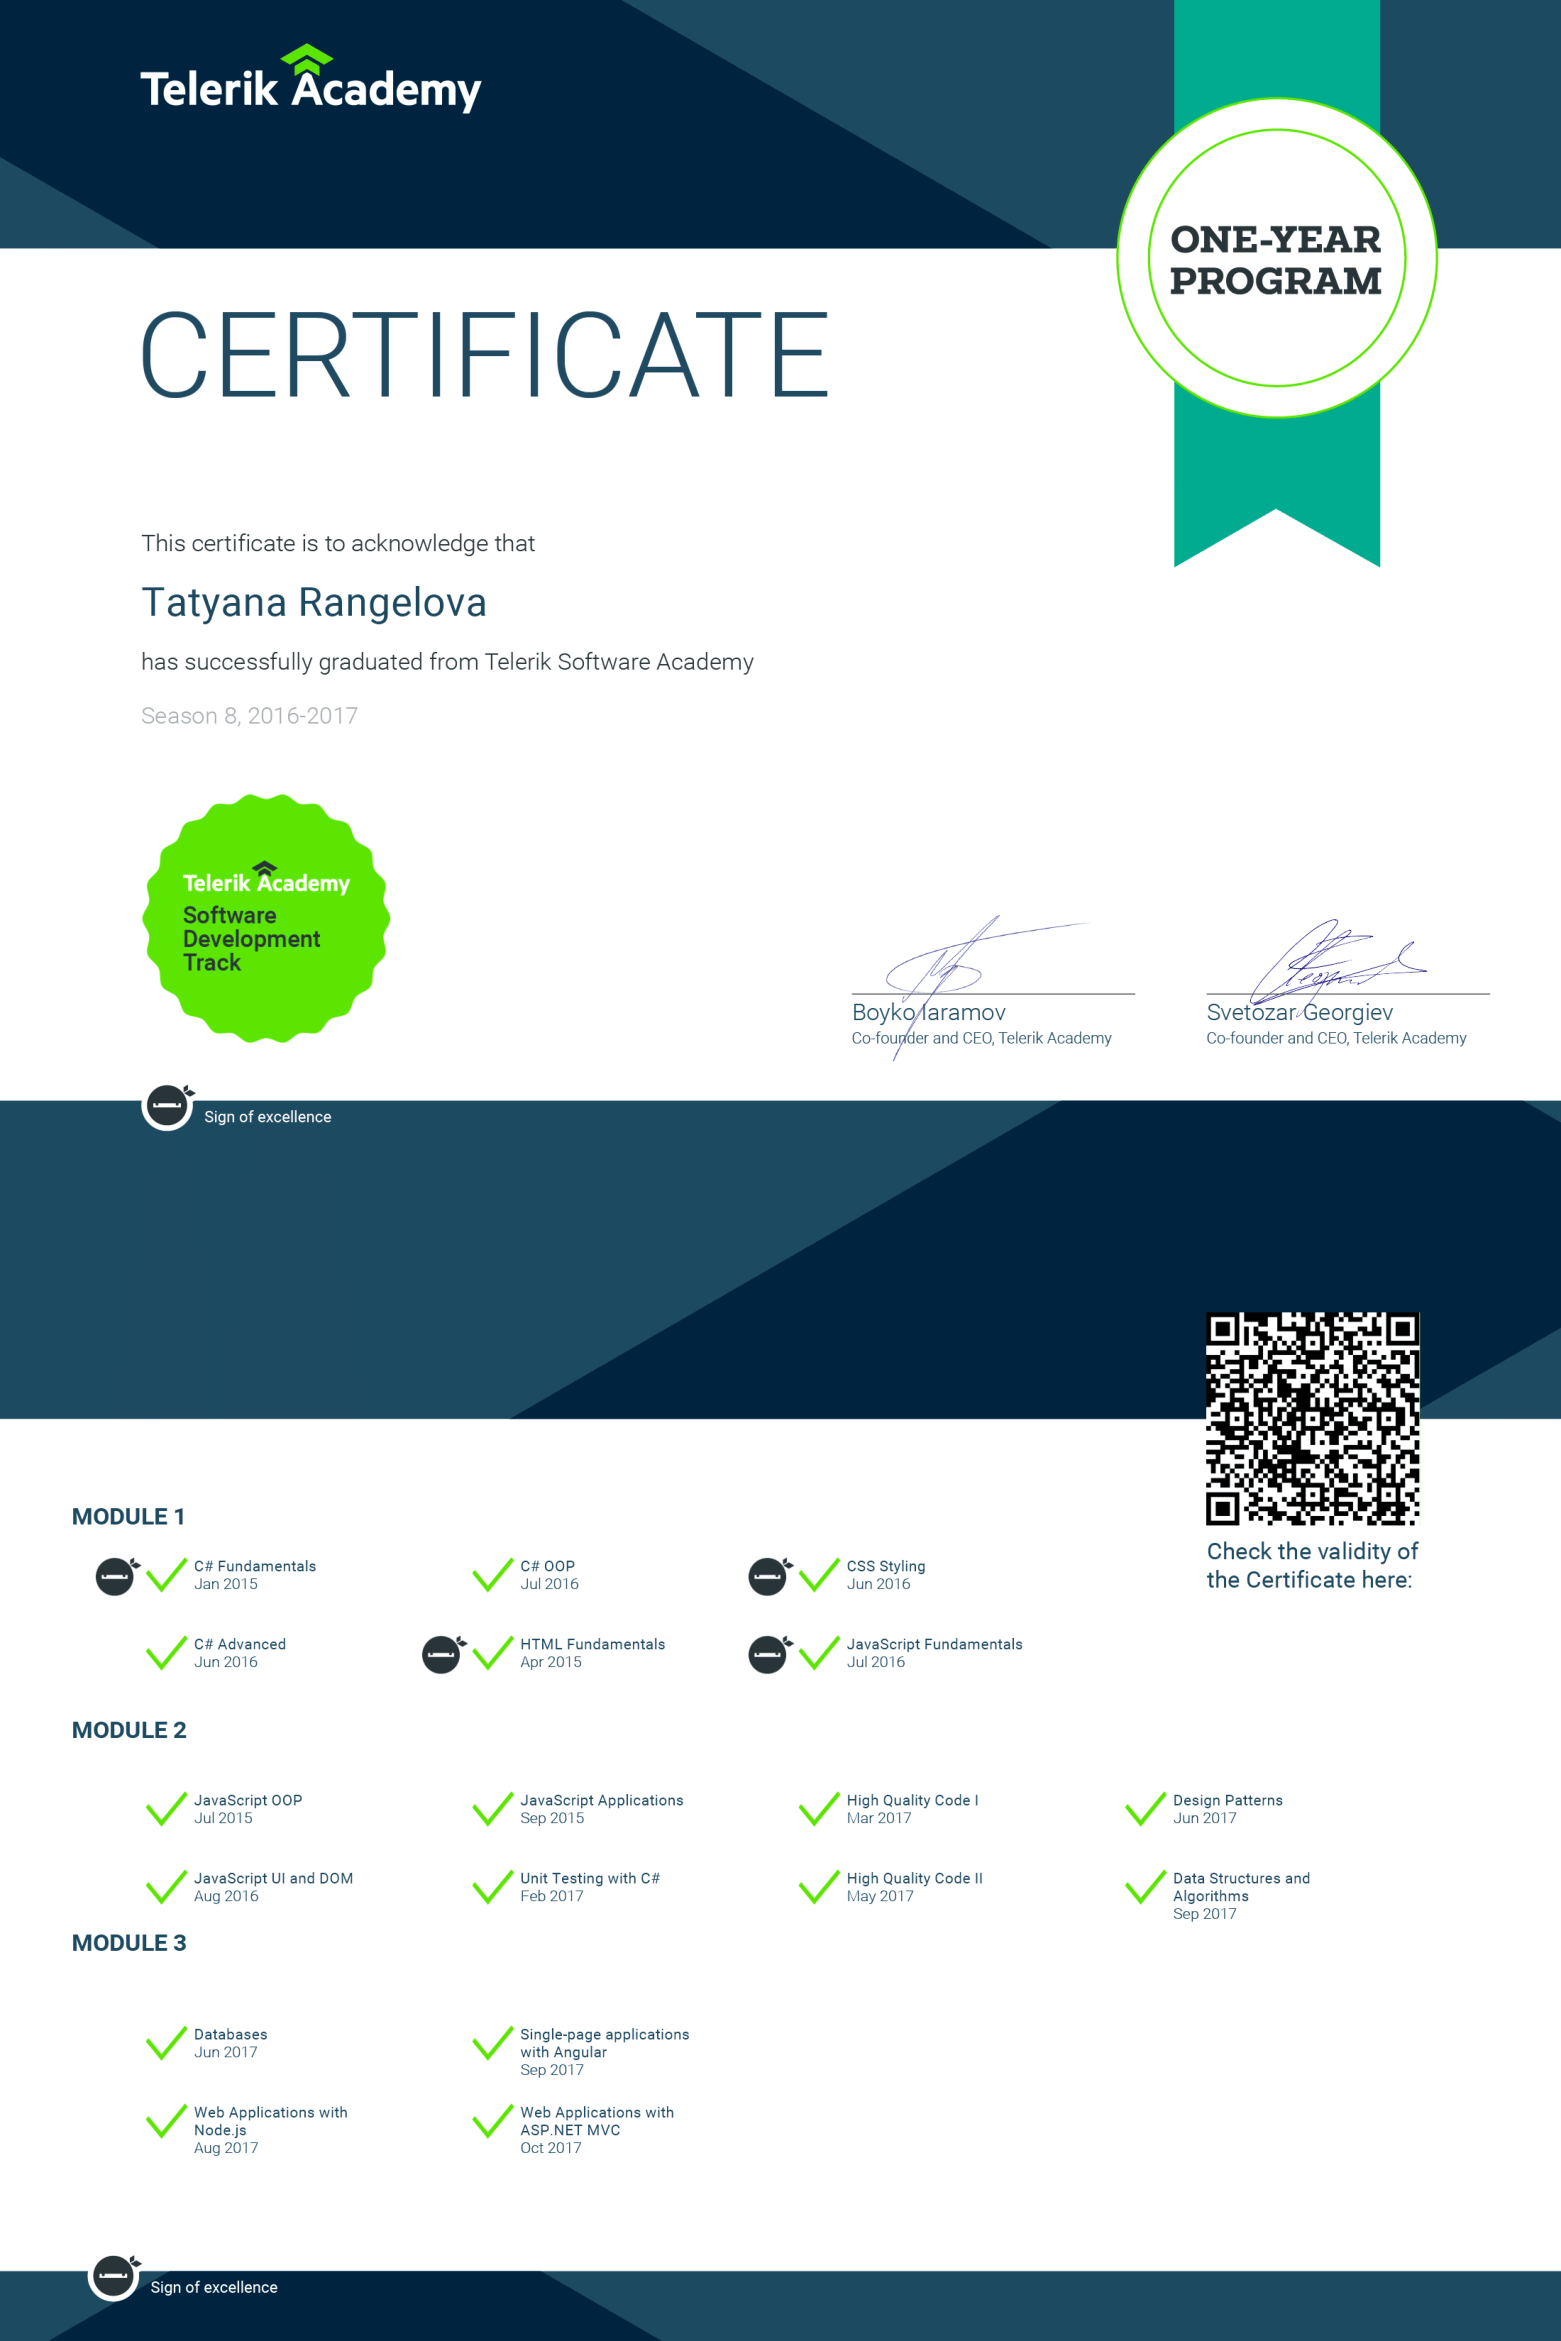 Telerik Academy
ONE-YEAR
PROGRAM
CERTIFICATE
This certificate is to acknowledge that
Tatyana Rangelova
has successfully graduated from Telerik Software Academy
Season 8, 2016-2017
Telerik Academy
Software
Development
Track
Boyko Iaramov
Co-founder and CEO, Telerik Academy
Svetozar Georgiev
Co-founder and CEO, Telerik Academy
Sign of excellence
Check the validity of
the Certificate here:
MODULE 1
C# Fundamentals
Jan 2015
C# OOP
Jul 2016
CSS Styling
Jun 2016
C# Advanced
Jun 2016
HTML Fundamentals
Apr 2015
JavaScript Fundamentals
Jul 2016
MODULE 2
JavaScript OOP
Jul 2015
JavaScript Applications
Sep 2015
High Quality Code I
Mar 2017
Design Patterns
Jun 2017
JavaScript UI and DOM
Aug 2016
Unit Testing with C#
Feb 2017
High Quality Code II
May 2017
Data Structures and
Algorithms
Sep 2017
MODULE 3
Databases
Jun 2017
Single-page applications
with Angular
Sep 2017
Web Applications with
Node.js
Aug 2017
Web Applications with
ASP.NET MVC
Oct 2017
Sign of excellence